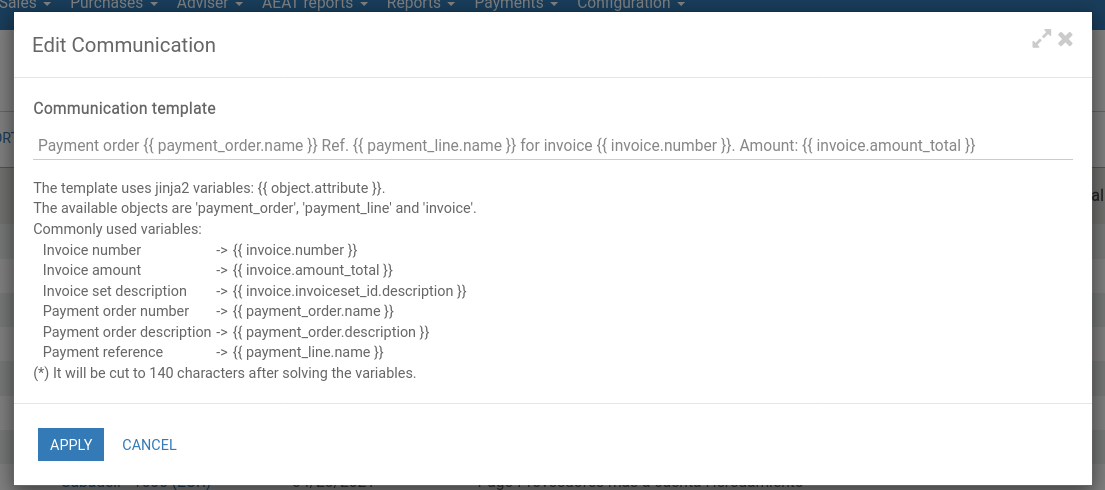 Sales Purchases Adviser AEAT reports Reports Payments Configuration
Edit Communication
Communication template
Payment order {{ payment_order.name }} Ref. {{ payment_line.name }} for invoice {{ invoice.number }}. Amount: {{ invoice.amount_total }}
The template uses jinja2 variables: {{ object.attribute }}.
The available objects are 'payment_order', 'payment_line' and 'invoice'.
Commonly used variables:
Invoice number -> {{ invoice.number }}
Invoice amount -> {{ invoice.amount_total }}
Invoice set description -> {{ invoice.invoiceset_id.description }}
Payment order number -> {{ payment_order.name }}
Payment order description -> {{ payment_order.description }}
Payment reference -> {{ payment_line.name }}
(*) It will be cut to 140 characters after solving the variables.
APPLY CANCEL